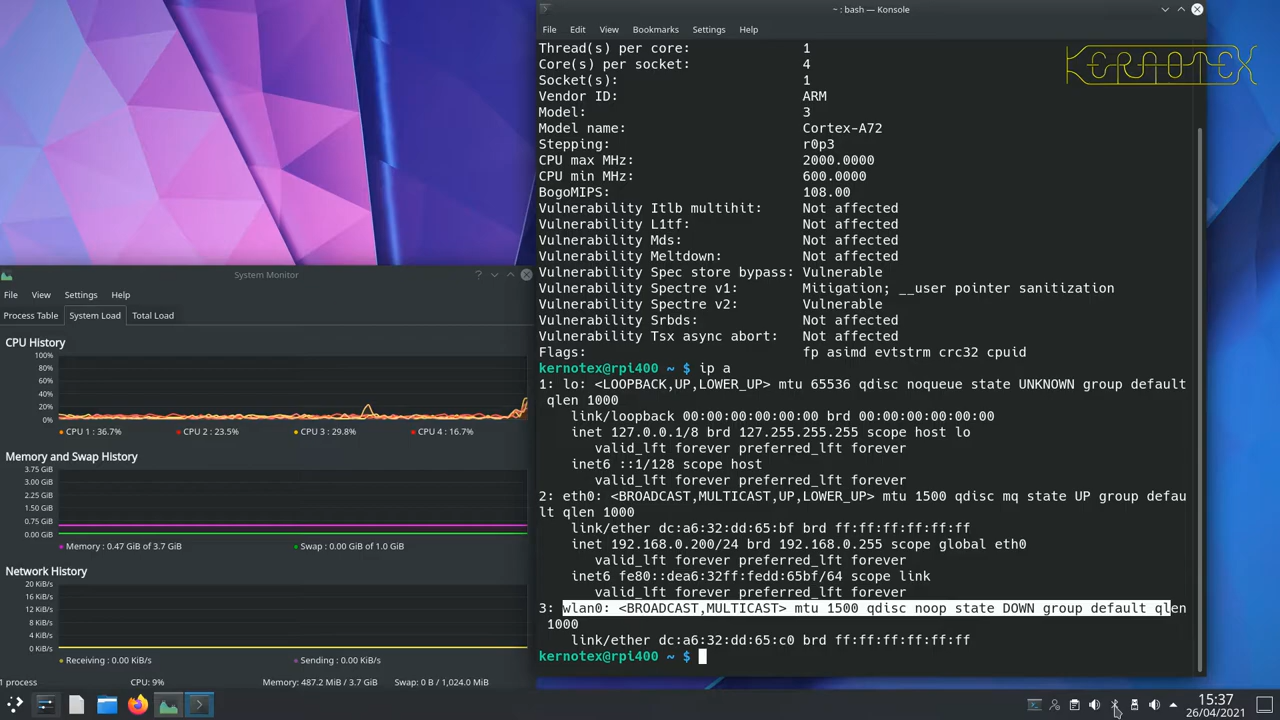 ~ : bash — Konsole
File Edit View Bookmarks Settings Help
KERNOTEX
Thread(s) per core: 1
Core(s) per socket: 4
Socket(s): 1
Vendor ID: ARM
Model: 3
Model name: Cortex-A72
Stepping: r0p3
CPU max MHz: 2000.0000
CPU min MHz: 600.0000
BogoMIPS: 108.00
Vulnerability Itlb multihit: Not affected
Vulnerability L1tf: Not affected
Vulnerability Mds: Not affected
Vulnerability Meltdown: Not affected
Vulnerability Spec store bypass: Vulnerable
Vulnerability Spectre v1: Mitigation; __user pointer sanitization
Vulnerability Spectre v2: Vulnerable
Vulnerability Srbds: Not affected
Vulnerability Tsx async abort: Not affected
Flags: fp asimd evtstrm crc32 cpuid
kernotex@rpi400 ~ $ ip a
1: lo: <LOOPBACK,UP,LOWER_UP> mtu 65536 qdisc noqueue state UNKNOWN group default
qlen 1000
link/loopback 00:00:00:00:00:00 brd 00:00:00:00:00:00
inet 127.0.0.1/8 brd 127.255.255.255 scope host lo
valid_lft forever preferred_lft forever
inet6 ::1/128 scope host
valid_lft forever preferred_lft forever
2: eth0: <BROADCAST,MULTICAST,UP,LOWER_UP> mtu 1500 qdisc mq state UP group defau
lt qlen 1000
link/ether dc:a6:32:dd:65:bf brd ff:ff:ff:ff:ff:ff
inet 192.168.0.200/24 brd 192.168.0.255 scope global eth0
valid_lft forever preferred_lft forever
inet6 fe80::dea6:32ff:fedd:65bf/64 scope link
valid_lft forever preferred_lft forever
3: wlan0: <BROADCAST,MULTICAST> mtu 1500 qdisc noop state DOWN group default qlen
1000
link/ether dc:a6:32:dd:65:c0 brd ff:ff:ff:ff:ff:ff
kernotex@rpi400 ~ $
System Monitor
File View Settings Help
Process Table System Load Total Load
CPU History
100%
80%
60%
40%
20%
0%
CPU 1 : 36.7% CPU 2 : 23.5% CPU 3 : 29.8% CPU 4 : 16.7%
Memory and Swap History
3.75 GiB
3.00 GiB
2.25 GiB
1.50 GiB
0.75 GiB
0.00 GiB
Memory : 0.47 GiB of 3.7 GiB Swap : 0.00 GiB of 1.0 GiB
Network History
20 KiB/s
16 KiB/s
12 KiB/s
8 KiB/s
4 KiB/s
0 KiB/s
Receiving : 0.00 KiB/s Sending : 0.00 KiB/s
1 process CPU: 9% Memory: 487.2 MiB / 3.7 GiB Swap: 0 B / 1,024.0 MiB
15:37
26/04/2021